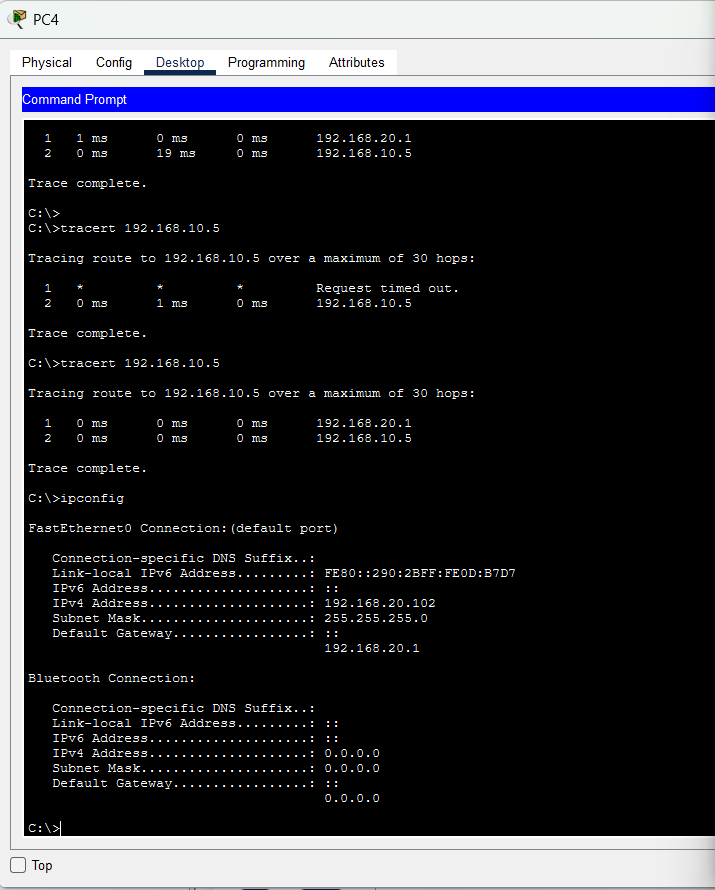 PC4
Physical Config Desktop Programming Attributes
Command Prompt
1 1 ms 0 ms 0 ms 192.168.20.1
2 0 ms 19 ms 0 ms 192.168.10.5
Trace complete.
C:\>
C:\>tracert 192.168.10.5
Tracing route to 192.168.10.5 over a maximum of 30 hops:
1 * * * Request timed out.
2 0 ms 1 ms 0 ms 192.168.10.5
Trace complete.
C:\>tracert 192.168.10.5
Tracing route to 192.168.10.5 over a maximum of 30 hops:
1 0 ms 0 ms 0 ms 192.168.20.1
2 0 ms 0 ms 0 ms 192.168.10.5
Trace complete.
C:\>ipconfig
FastEthernet0 Connection:(default port)
Connection-specific DNS Suffix..:
Link-local IPv6 Address.........: FE80::290:2BFF:FE0D:B7D7
IPv6 Address....................: ::
IPv4 Address....................: 192.168.20.102
Subnet Mask.....................: 255.255.255.0
Default Gateway.................: ::
192.168.20.1
Bluetooth Connection:
Connection-specific DNS Suffix..:
Link-local IPv6 Address.........: ::
IPv6 Address....................: ::
IPv4 Address....................: 0.0.0.0
Subnet Mask.....................: 0.0.0.0
Default Gateway.................: ::
0.0.0.0
C:\>
Top